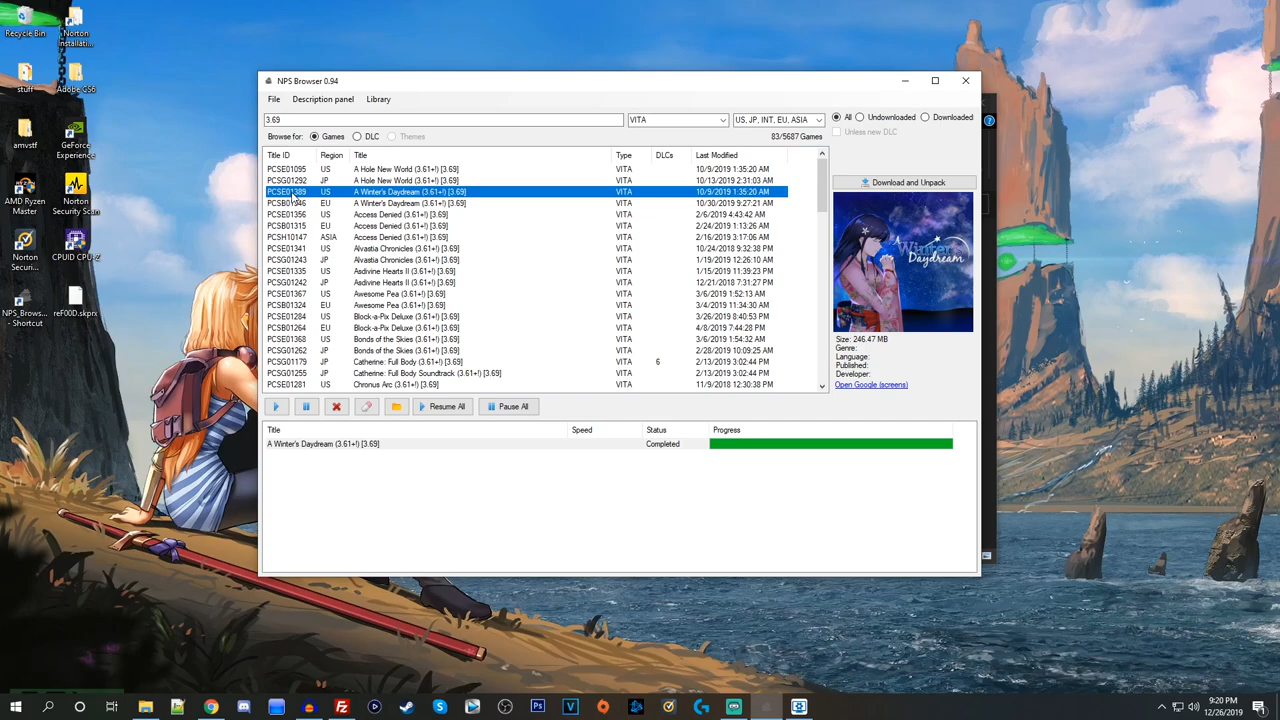 Recycle Bin
Norton Installati...
stuff
Adobe CS6
amvstf
GeForce Experience
AMD Ryzen Master
Norton Security Scan
Norton Securi...
CPUID CPU-Z
NPS_Brows... - Shortcut
reF00D.skprx
NPS Browser 0.94
File Description panel Library
3.69 VITA US, JP, INT, EU, ASIA All Undownloaded Downloaded
Browse for: Games DLC Themes 83/5687 Games Unless new DLC
Title ID Region Title Type DLCs Last Modified
PCSE01095 US A Hole New World (3.61+!) [3.69] VITA 10/9/2019 1:35:20 AM
PCSG01292 JP A Hole New World (3.61+!) [3.69] VITA 10/13/2019 2:31:03 AM
PCSE01389 US A Winter's Daydream (3.61+!) [3.69] VITA 10/9/2019 1:35:20 AM
PCSB01346 EU A Winter's Daydream (3.61+!) [3.69] VITA 10/30/2019 9:27:21 AM
PCSE01356 US Access Denied (3.61+!) [3.69] VITA 2/6/2019 4:43:42 AM
PCSB01315 EU Access Denied (3.61+!) [3.69] VITA 2/24/2019 1:13:26 AM
PCSH10147 ASIA Access Denied (3.61+!) [3.69] VITA 2/16/2019 3:17:06 AM
PCSE01341 US Alvastia Chronicles (3.61+!) [3.69] VITA 10/24/2018 9:32:38 PM
PCSG01243 JP Alvastia Chronicles (3.61+!) [3.69] VITA 1/19/2019 12:26:10 AM
PCSE01335 US Asdivine Hearts II (3.61+!) [3.69] VITA 1/15/2019 11:39:23 PM
PCSG01242 JP Asdivine Hearts II (3.61+!) [3.69] VITA 12/21/2018 7:31:27 PM
PCSE01367 US Awesome Pea (3.61+!) [3.69] VITA 3/6/2019 1:52:13 AM
PCSB01324 EU Awesome Pea (3.61+!) [3.69] VITA 3/4/2019 11:34:30 AM
PCSE01284 US Block-a-Pix Deluxe (3.61+!) [3.69] VITA 3/26/2019 8:40:53 PM
PCSB01264 EU Block-a-Pix Deluxe (3.61+!) [3.69] VITA 4/8/2019 7:44:28 PM
PCSE01368 US Bonds of the Skies (3.61+!) [3.69] VITA 3/6/2019 1:54:32 AM
PCSG01262 JP Bonds of the Skies (3.61+!) [3.69] VITA 2/28/2019 10:09:25 AM
PCSG01179 JP Catherine: Full Body (3.61+!) [3.69] VITA 6 2/13/2019 3:02:44 PM
PCSG01255 JP Catherine: Full Body Soundtrack (3.61+!) [3.69] VITA 2/13/2019 3:02:44 PM
PCSE01281 US Chronus Arc (3.61+!) [3.69] VITA 11/9/2018 12:30:38 PM
Download and Unpack
Winter's Daydream
Size: 246.47 MB
Genre:
Language:
Published:
Developer:
Open Google (screens)
Resume All Pause All
Title Speed Status Progress
A Winter's Daydream (3.61+!) [3.69] Completed
9:20 PM
12/26/2019